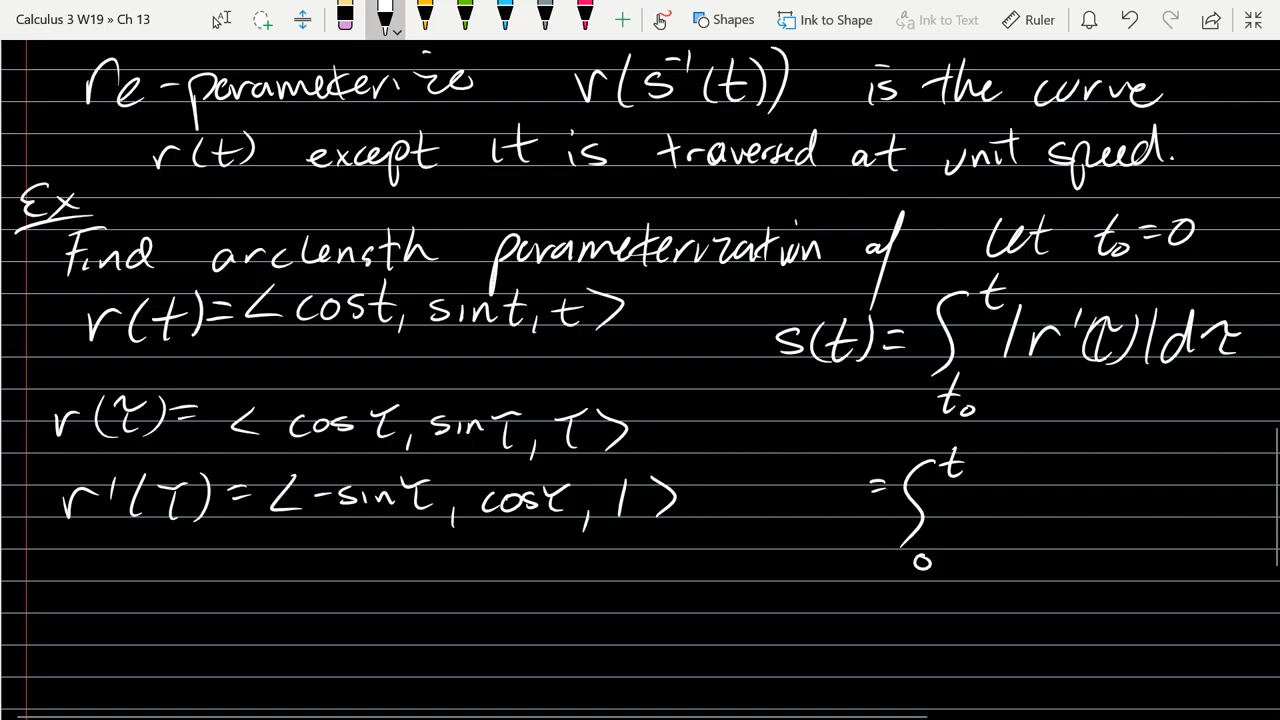 Calculus 3 W19 » Ch 13
Shapes
Ink to Shape
Ink to Text
Ruler
re-parameterize r(s⁻¹(t)) is the curve
r(t) except it is traversed at unit speed.
Ex
Find arclength parameterization of
r(t)=<cost, sint, t>
let t₀=0
s(t)= ∫_{t₀}^{t} |r'(τ)|dτ
r(τ)= < cosτ, sinτ, τ>
r'(τ)=<-sinτ, cosτ, 1>
= ∫_{0}^{t}